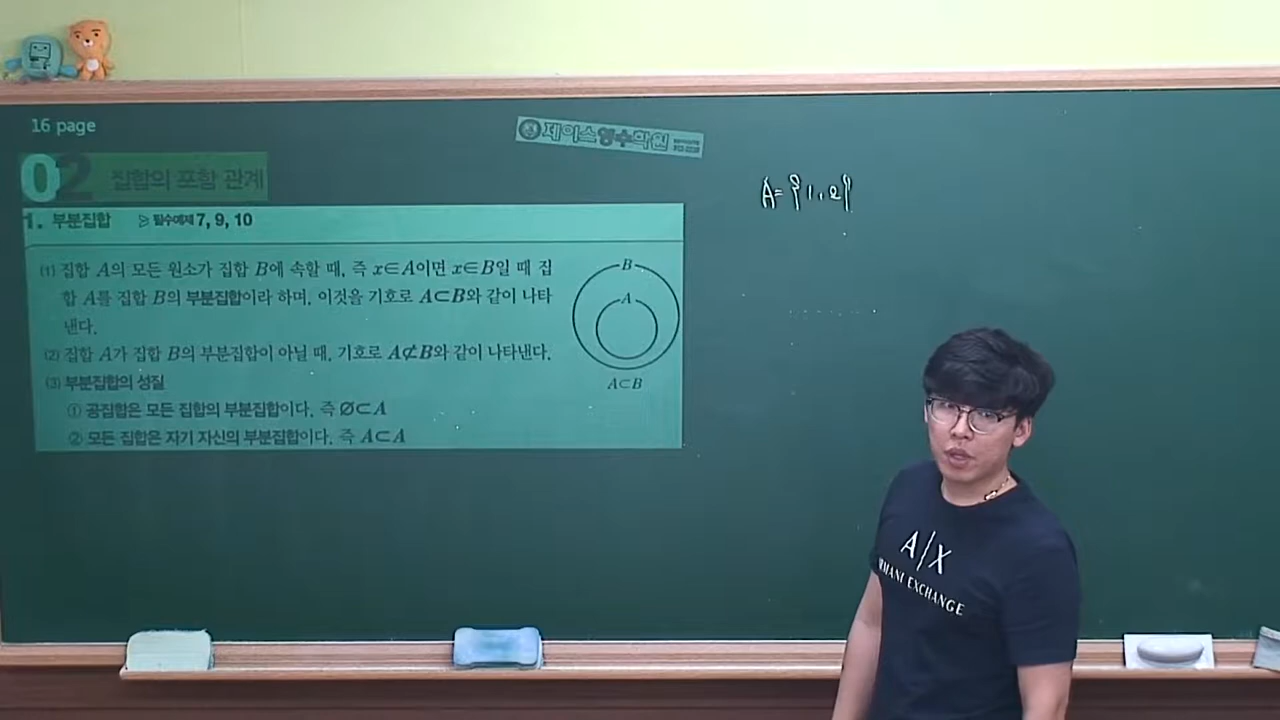 16 page
제이스영수학원
02 집합의 포함 관계
1. 부분집합 ▷ 필수예제 7, 9, 10
(1) 집합 A의 모든 원소가 집합 B에 속할 때, 즉 x∈A이면 x∈B일 때 집
합 A를 집합 B의 부분집합이라 하며, 이것을 기호로 A⊂B와 같이 나타
낸다.
(2) 집합 A가 집합 B의 부분집합이 아닐 때, 기호로 A⊄B와 같이 나타낸다.
(3) 부분집합의 성질
① 공집합은 모든 집합의 부분집합이다. 즉 ∅⊂A
② 모든 집합은 자기 자신의 부분집합이다. 즉 A⊂A
B
A
A⊂B
A={1, 2}
A|X
ARMANI EXCHANGE